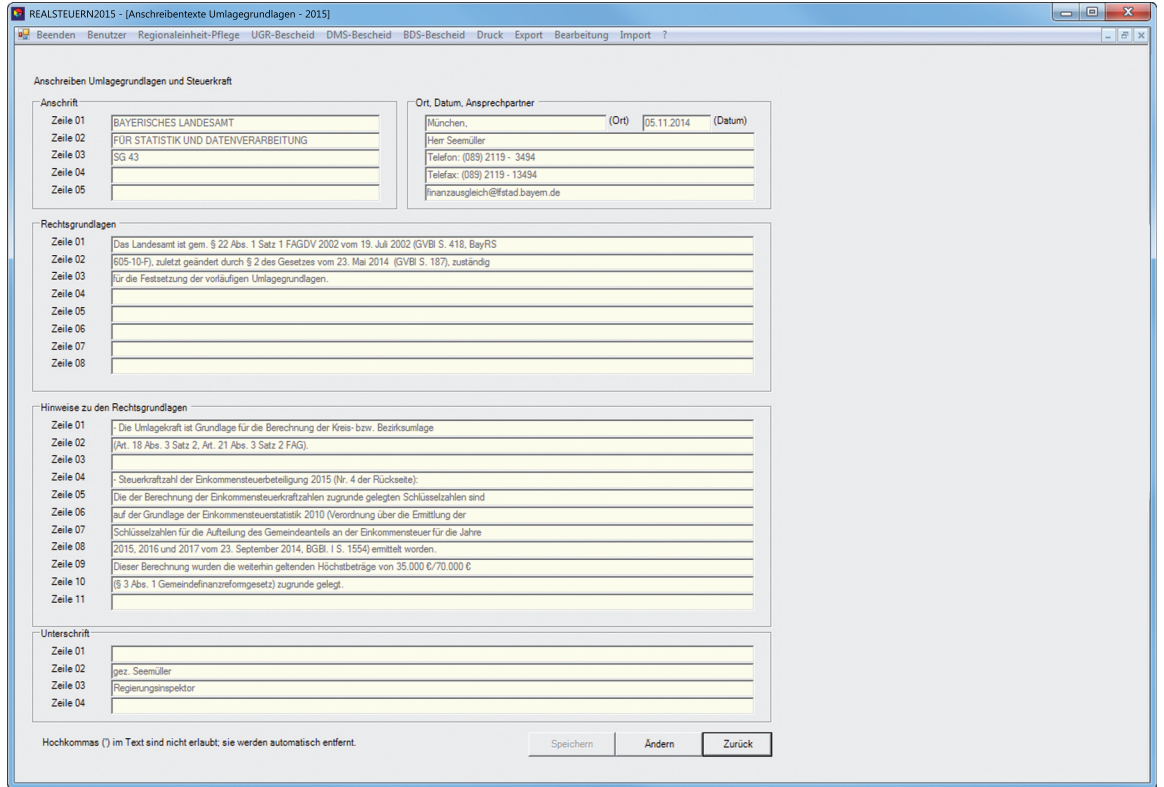 REALSTEUERN2015 - [Anschreibentexte Umlagegrundlagen - 2015]
Beenden Benutzer Regionaleinheit-Pflege UGR-Bescheid DMS-Bescheid BDS-Bescheid Druck Export Bearbeitung Import ?
Anschreiben Umlagegrundlagen und Steuerkraft
Anschrift
Zeile 01 BAYERISCHES LANDESAMT
Zeile 02 FÜR STATISTIK UND DATENVERARBEITUNG
Zeile 03 SG 43
Zeile 04
Zeile 05
Ort, Datum, Ansprechpartner
München, (Ort) 05.11.2014 (Datum)
Herr Seemüller
Telefon: (089) 2119 - 3494
Telefax: (089) 2119 - 13494
finanzausgleich@lfstad.bayern.de
Rechtsgrundlagen
Zeile 01 Das Landesamt ist gem. § 22 Abs. 1 Satz 1 FAGDV 2002 vom 19. Juli 2002 (GVBl S. 418, BayRS
Zeile 02 605-10-F), zuletzt geändert durch § 2 des Gesetzes vom 23. Mai 2014 (GVBl S. 187), zuständig
Zeile 03 für die Festsetzung der vorläufigen Umlagegrundlagen.
Zeile 04
Zeile 05
Zeile 06
Zeile 07
Zeile 08
Hinweise zu den Rechtsgrundlagen
Zeile 01 - Die Umlagekraft ist Grundlage für die Berechnung der Kreis- bzw. Bezirksumlage
Zeile 02 (Art. 18 Abs. 3 Satz 2, Art. 21 Abs. 3 Satz 2 FAG).
Zeile 03
Zeile 04 - Steuerkraftzahl der Einkommensteuerbeteiligung 2015 (Nr. 4 der Rückseite):
Zeile 05 Die der Berechnung der Einkommensteuerkraftzahlen zugrunde gelegten Schlüsselzahlen sind
Zeile 06 auf der Grundlage der Einkommensteuerstatistik 2010 (Verordnung über die Ermittlung der
Zeile 07 Schlüsselzahlen für die Aufteilung des Gemeindeanteils an der Einkommensteuer für die Jahre
Zeile 08 2015, 2016 und 2017 vom 23. September 2014, BGBl. I S. 1554) ermittelt worden.
Zeile 09 Dieser Berechnung wurden die weiterhin geltenden Höchstbeträge von 35.000 €/70.000 €
Zeile 10 (§ 3 Abs. 1 Gemeindefinanzreformgesetz) zugrunde gelegt.
Zeile 11
Unterschrift
Zeile 01
Zeile 02 gez. Seemüller
Zeile 03 Regierungsinspektor
Zeile 04
Hochkommas (') im Text sind nicht erlaubt; sie werden automatisch entfernt.
Speichern Ändern Zurück